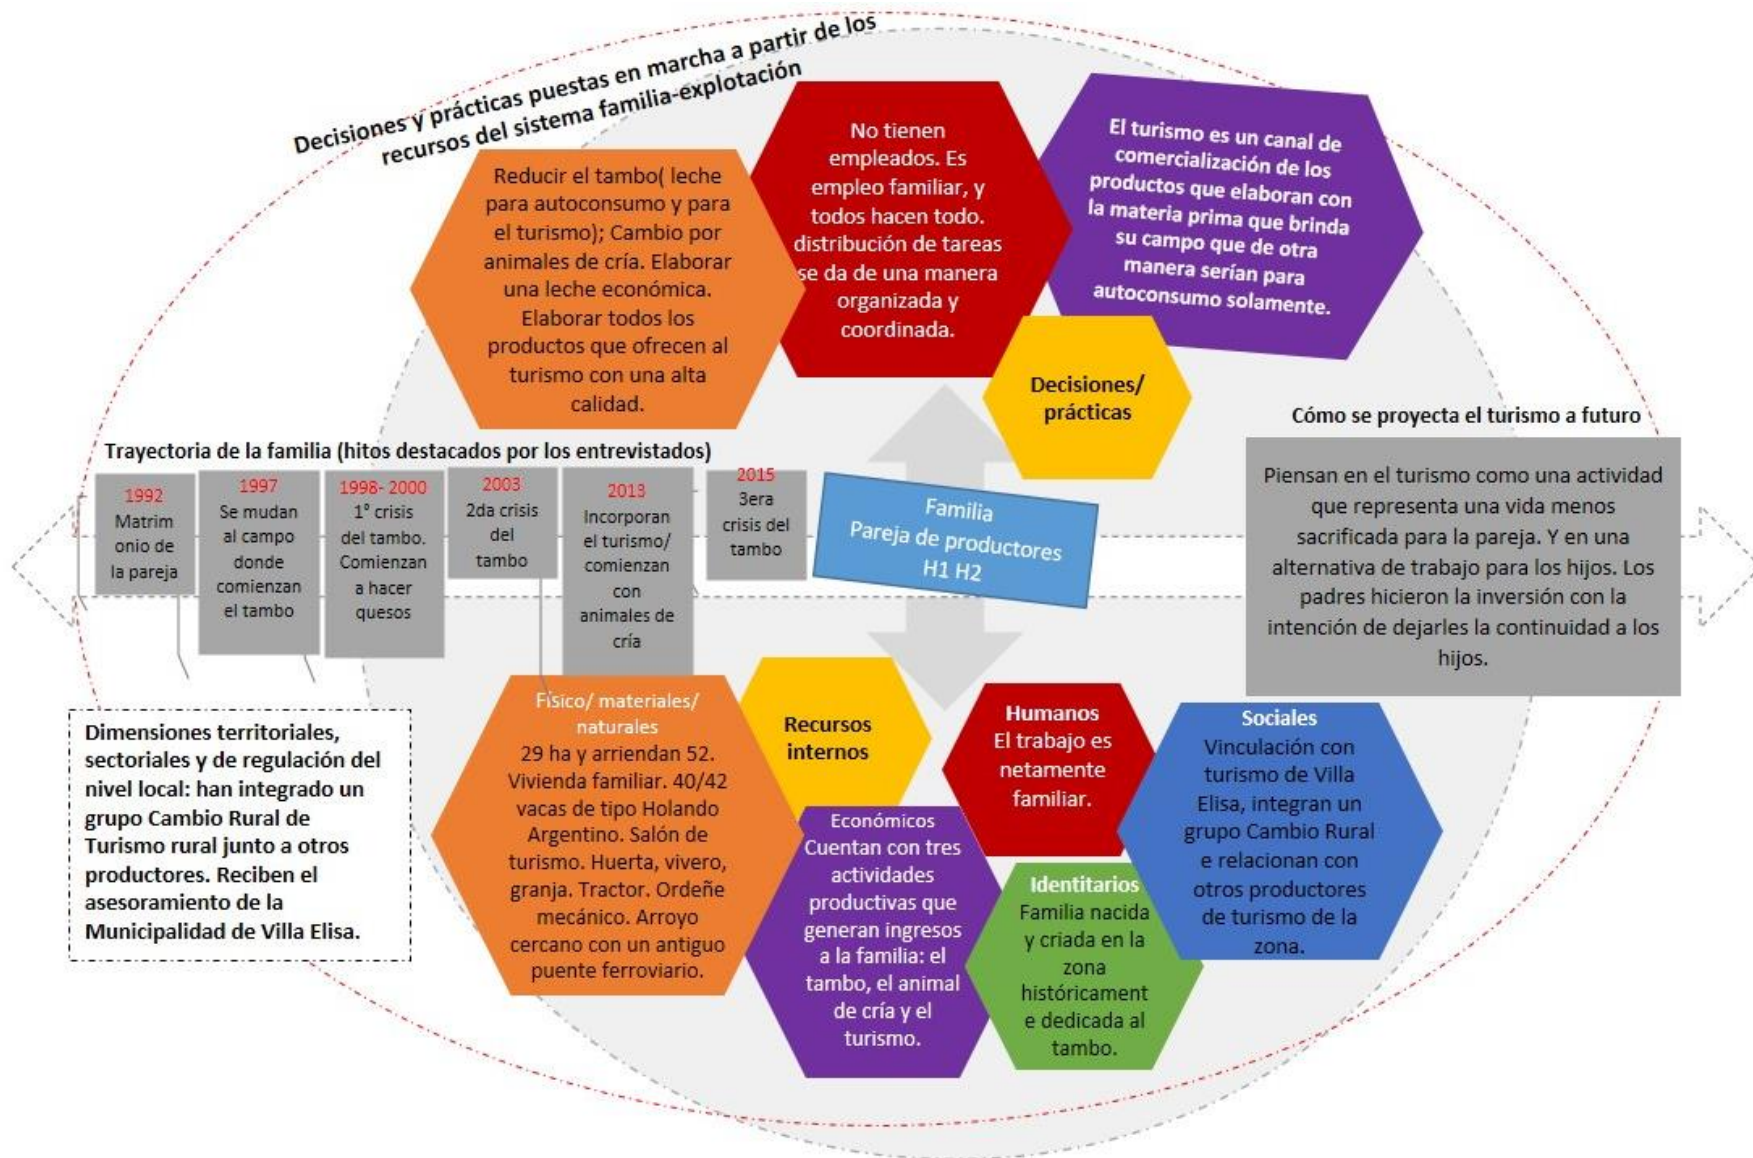 Decisiones y prácticas puestas en marcha a partir de los
recursos del sistema familia-explotación
Reducir el tambo( leche
para autoconsumo y para
el turismo); Cambio por
animales de cría. Elaborar
una leche económica.
Elaborar todos los
productos que ofrecen al
turismo con una alta
calidad.
No tienen
empleados. Es
empleo familiar, y
todos hacen todo.
distribución de tareas
se da de una manera
organizada y
coordinada.
El turismo es un canal de
comercialización de los
productos que elaboran con
la materia prima que brinda
su campo que de otra
manera serían para
autoconsumo solamente.
Decisiones/
prácticas
Trayectoria de la familia (hitos destacados por los entrevistados)
1992
Matrim
onio de
la pareja
1997
Se mudan
al campo
donde
comienzan
el tambo
1998- 2000
1° crisis
del tambo.
Comienzan
a hacer
quesos
2003
2da crisis
del
tambo
2013
Incorporan
el turismo/
comienzan
con
animales de
cría
2015
3era
crisis del
tambo
Familia
Pareja de productores
H1 H2
Cómo se proyecta el turismo a futuro
Piensan en el turismo como una actividad
que representa una vida menos
sacrificada para la pareja. Y en una
alternativa de trabajo para los hijos. Los
padres hicieron la inversión con la
intención de dejarles la continuidad a los
hijos.
Dimensiones territoriales,
sectoriales y de regulación del
nivel local: han integrado un
grupo Cambio Rural de
Turismo rural junto a otros
productores. Reciben el
asesoramiento de la
Municipalidad de Villa Elisa.
Físico/ materiales/
naturales
29 ha y arriendan 52.
Vivienda familiar. 40/42
vacas de tipo Holando
Argentino. Salón de
turismo. Huerta, vivero,
granja. Tractor. Ordeñe
mecánico. Arroyo
cercano con un antiguo
puente ferroviario.
Recursos
internos
Económicos
Cuentan con tres
actividades
productivas que
generan ingresos
a la familia: el
tambo, el animal
de cría y el
turismo.
Humanos
El trabajo es
netamente
familiar.
Identitarios
Familia nacida
y criada en la
zona
históricament
e dedicada al
tambo.
Sociales
Vinculación con
turismo de Villa
Elisa, integran un
grupo Cambio Rural
e relacionan con
otros productores
de turismo de la
zona.